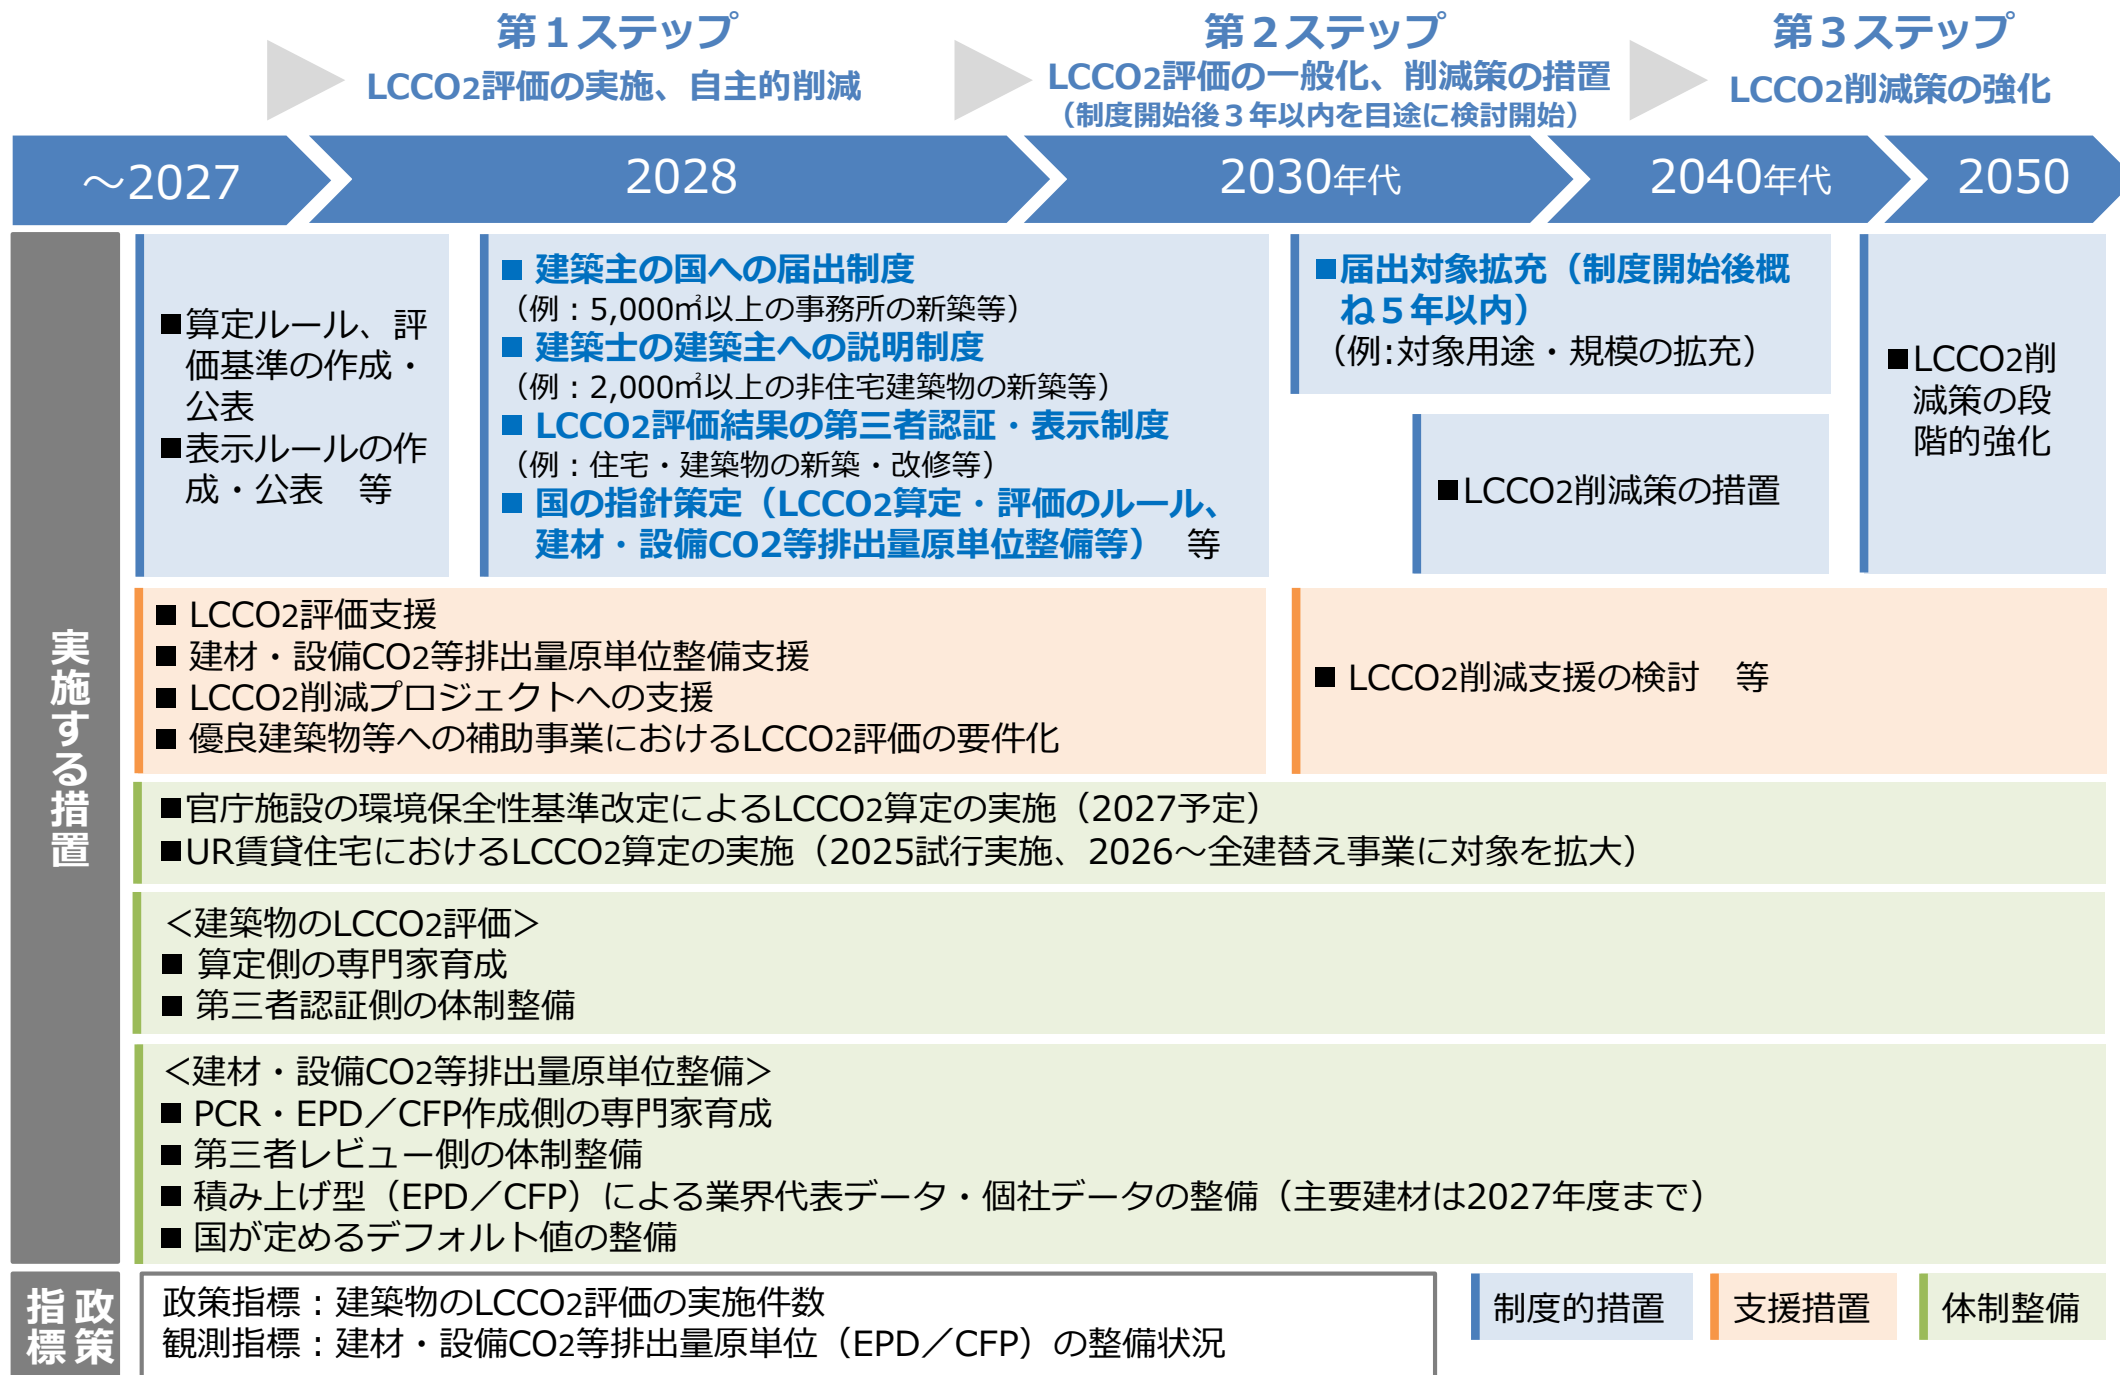 第１ステップ
LCCO2評価の実施、自主的削減
第２ステップ
LCCO2評価の一般化、削減策の措置
（制度開始後３年以内を目途に検討開始）
第３ステップ
LCCO2削減策の強化
～2027
2028
2030年代
2040年代
2050
実施する措置
■算定ルール、評
価基準の作成・
公表
■表示ルールの作
成・公表　等
■ 建築主の国への届出制度
（例：5,000㎡以上の事務所の新築等）
■ 建築士の建築主への説明制度
（例：2,000㎡以上の非住宅建築物の新築等）
■ LCCO2評価結果の第三者認証・表示制度
（例：住宅・建築物の新築・改修等）
■ 国の指針策定（LCCO2算定・評価のルール、
建材・設備CO2等排出量原単位整備等）　等
■届出対象拡充（制度開始後概
ね５年以内）
（例:対象用途・規模の拡充）
■LCCO2削減策の措置
■LCCO2削
減策の段
階的強化
■ LCCO2評価支援
■ 建材・設備CO2等排出量原単位整備支援
■ LCCO2削減プロジェクトへの支援
■ 優良建築物等への補助事業におけるLCCO2評価の要件化
■ LCCO2削減支援の検討　等
■官庁施設の環境保全性基準改定によるLCCO2算定の実施（2027予定）
■UR賃貸住宅におけるLCCO2算定の実施（2025試行実施、2026～全建替え事業に対象を拡大）
＜建築物のLCCO2評価＞
■ 算定側の専門家育成
■ 第三者認証側の体制整備
＜建材・設備CO2等排出量原単位整備＞
■ PCR・EPD／CFP作成側の専門家育成
■ 第三者レビュー側の体制整備
■ 積み上げ型（EPD／CFP）による業界代表データ・個社データの整備（主要建材は2027年度まで）
■ 国が定めるデフォルト値の整備
政策
指標
政策指標：建築物のLCCO2評価の実施件数
観測指標：建材・設備CO2等排出量原単位（EPD／CFP）の整備状況
制度的措置
支援措置
体制整備